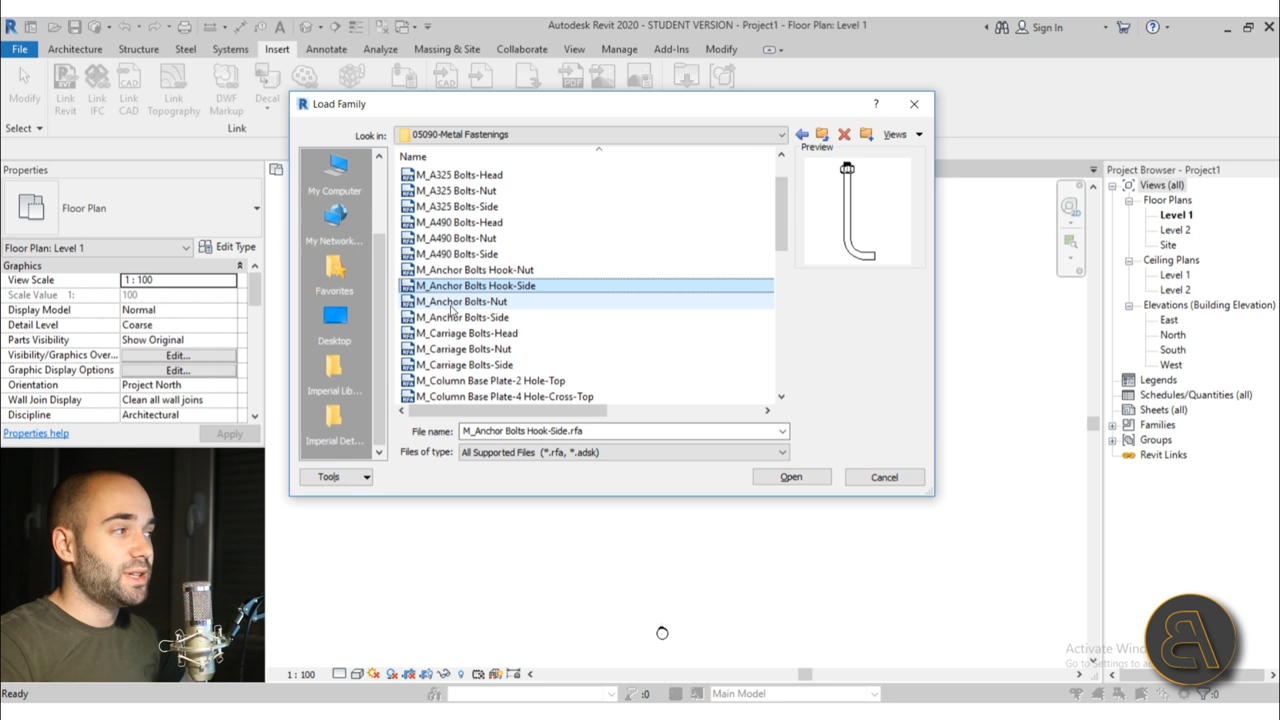 Autodesk Revit 2020 - STUDENT VERSION - Project1 - Floor Plan: Level 1
Sign In
File Architecture Structure Steel Systems Insert Annotate Analyze Massing & Site Collaborate View Manage Add-Ins Modify
Modify
Link Revit
Link IFC
Link CAD
Link Topography
DWF Markup
Decal
Select
Link
Load Family
?
Look in: 05090-Metal Fastenings
Views
Preview
My Computer
My Network...
Favorites
Desktop
Imperial Lib...
Imperial Det...
Name
M_A325 Bolts-Head
M_A325 Bolts-Nut
M_A325 Bolts-Side
M_A490 Bolts-Head
M_A490 Bolts-Nut
M_A490 Bolts-Side
M_Anchor Bolts Hook-Nut
M_Anchor Bolts Hook-Side
M_Anchor Bolts-Nut
M_Anchor Bolts-Side
M_Carriage Bolts-Head
M_Carriage Bolts-Nut
M_Carriage Bolts-Side
M_Column Base Plate-2 Hole-Top
M_Column Base Plate-4 Hole-Cross-Top
File name: M_Anchor Bolts Hook-Side.rfa
Files of type: All Supported Files (*.rfa, *.adsk)
Tools
Open
Cancel
Properties
Floor Plan
Floor Plan: Level 1
Edit Type
Graphics
View Scale 1 : 100
Scale Value 1: 100
Display Model Normal
Detail Level Coarse
Parts Visibility Show Original
Visibility/Graphics Over... Edit...
Graphic Display Options Edit...
Orientation Project North
Wall Join Display Clean all wall joins
Discipline Architectural
Properties help
Apply
Project Browser - Project1
Views (all)
Floor Plans
Level 1
Level 2
Site
Ceiling Plans
Level 1
Level 2
Elevations (Building Elevation)
East
North
South
West
Legends
Schedules/Quantities (all)
Sheets (all)
Families
Groups
Revit Links
1 : 100
Ready
:0
Main Model
:0